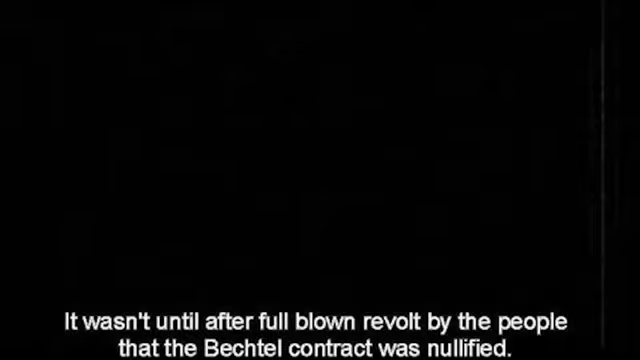 It wasn't until after full blown revolt by the people
that the Bechtel contract was nullified.